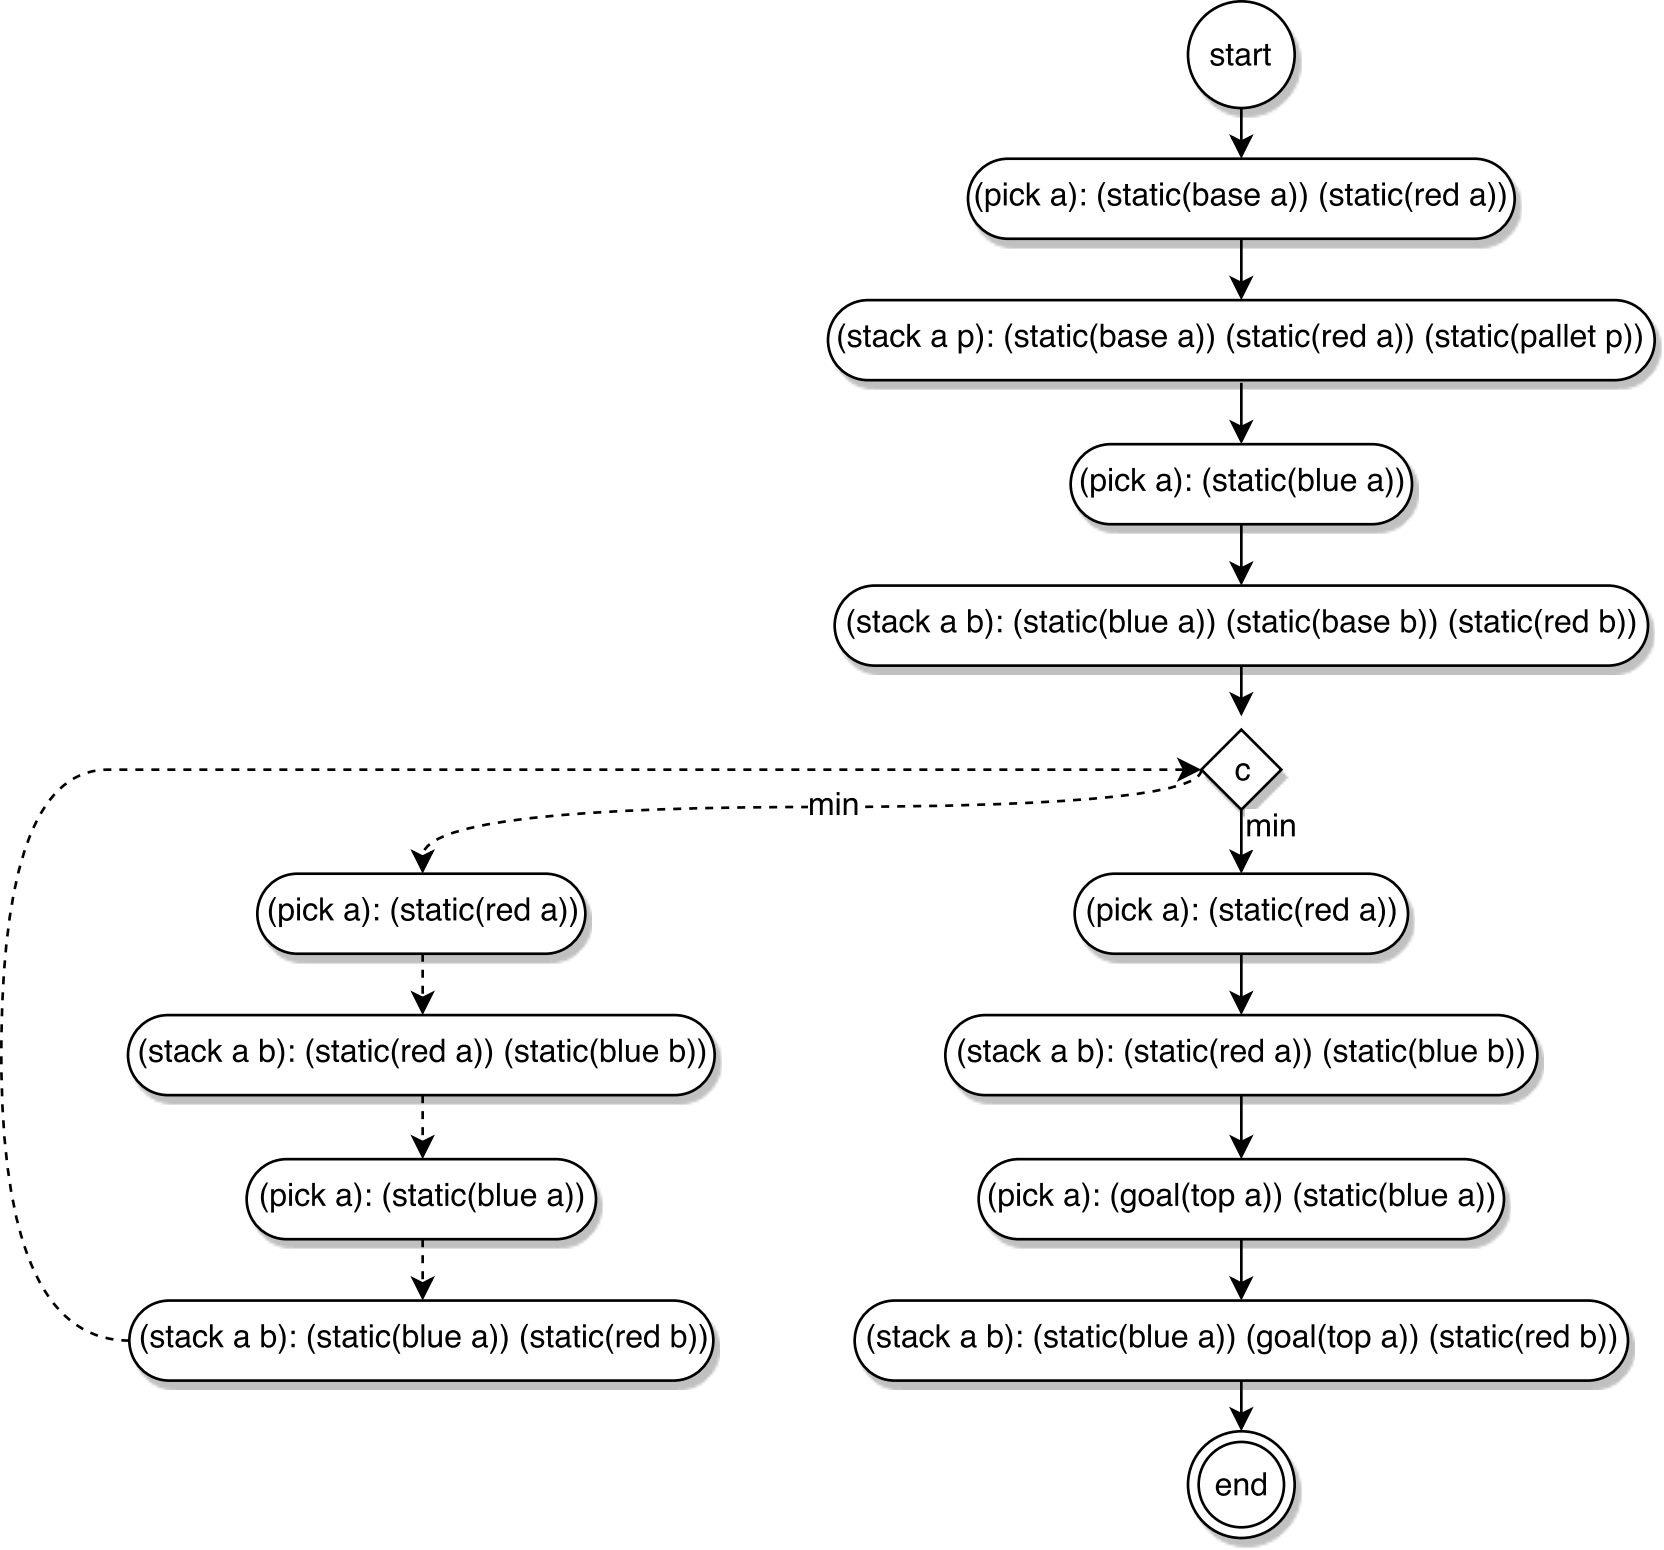 start
(pick a): (static(base a)) (static(red a))
(stack a p): (static(base a)) (static(red a)) (static(pallet p))
(pick a): (static(blue a))
(stack a b): (static(blue a)) (static(base b)) (static(red b))
c
min
min
(pick a): (static(red a))
(pick a): (static(red a))
(stack a b): (static(red a)) (static(blue b))
(stack a b): (static(red a)) (static(blue b))
(pick a): (static(blue a))
(pick a): (goal(top a)) (static(blue a))
(stack a b): (static(blue a)) (static(red b))
(stack a b): (static(blue a)) (goal(top a)) (static(red b))
end